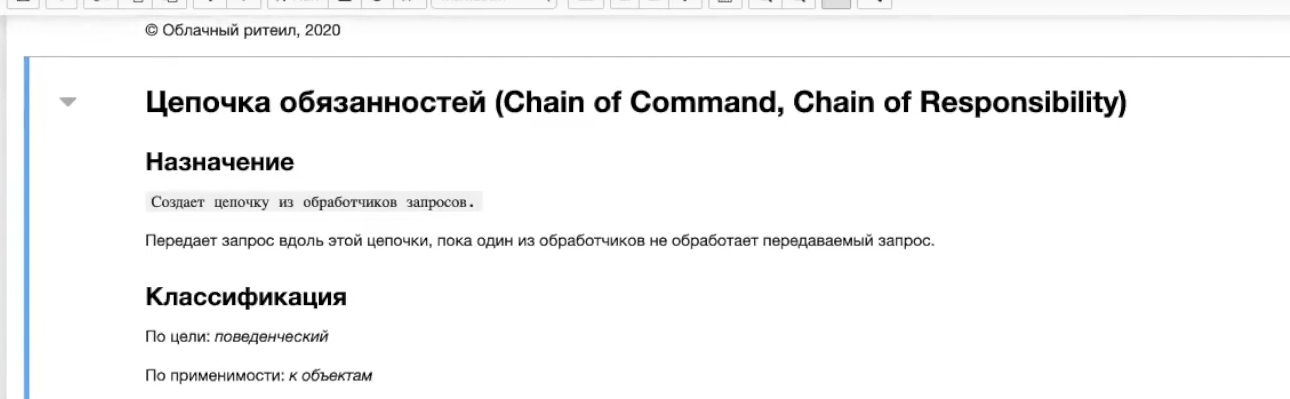 © Облачный ритеил, 2020
Цепочка обязанностей (Chain of Command, Chain of Responsibility)
Назначение
Создает цепочку из обработчиков запросов.
Передает запрос вдоль этой цепочки, пока один из обработчиков не обработает передаваемый запрос.
Классификация
По цели: поведенческий
По применимости: к объектам